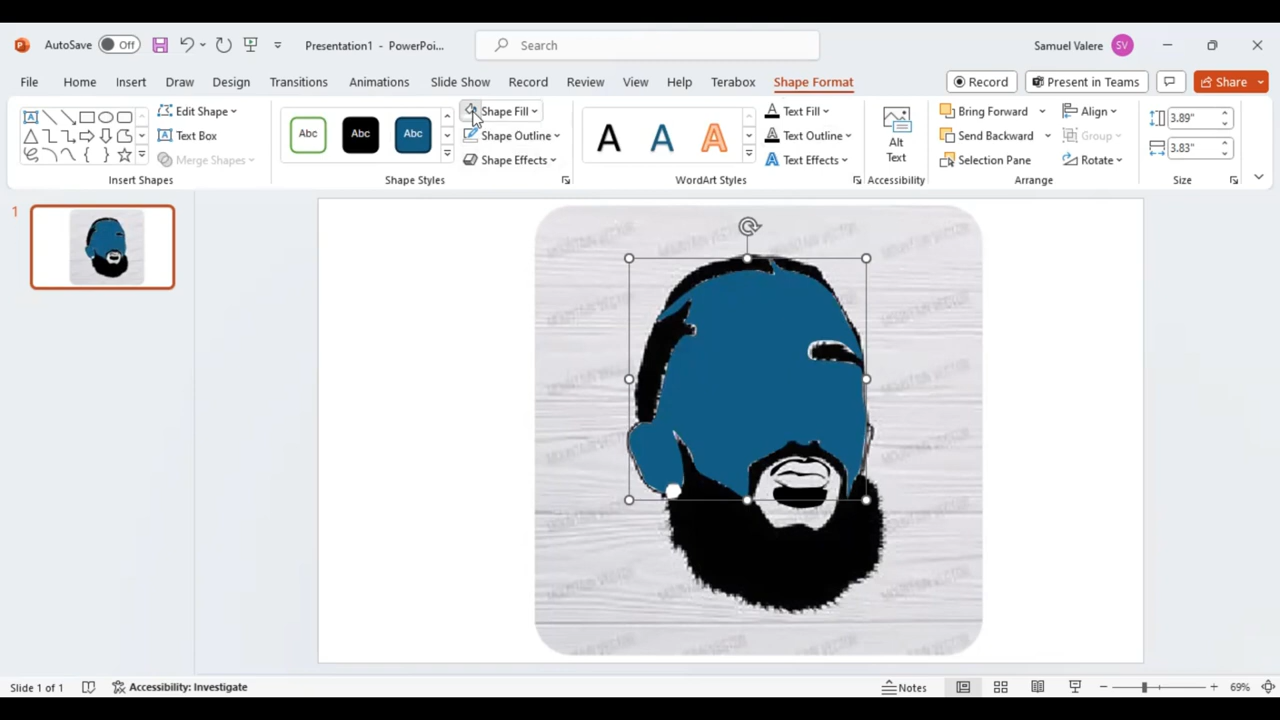 AutoSave Off Presentation1 - PowerPoi... Search Samuel Valere SV
File Home Insert Draw Design Transitions Animations Slide Show Record Review View Help Terabox Shape Format Record Present in Teams Share
Edit Shape Abc Abc Abc Shape Fill A A A Text Fill Bring Forward Align 3.89"
Text Box Shape Outline Text Outline Alt Text Send Backward Group 3.83"
Merge Shapes Shape Effects Text Effects Selection Pane Rotate
Insert Shapes Shape Styles WordArt Styles Accessibility Arrange Size
1
MOUNTAIN VECTOR
Slide 1 of 1 Accessibility: Investigate Notes 69%